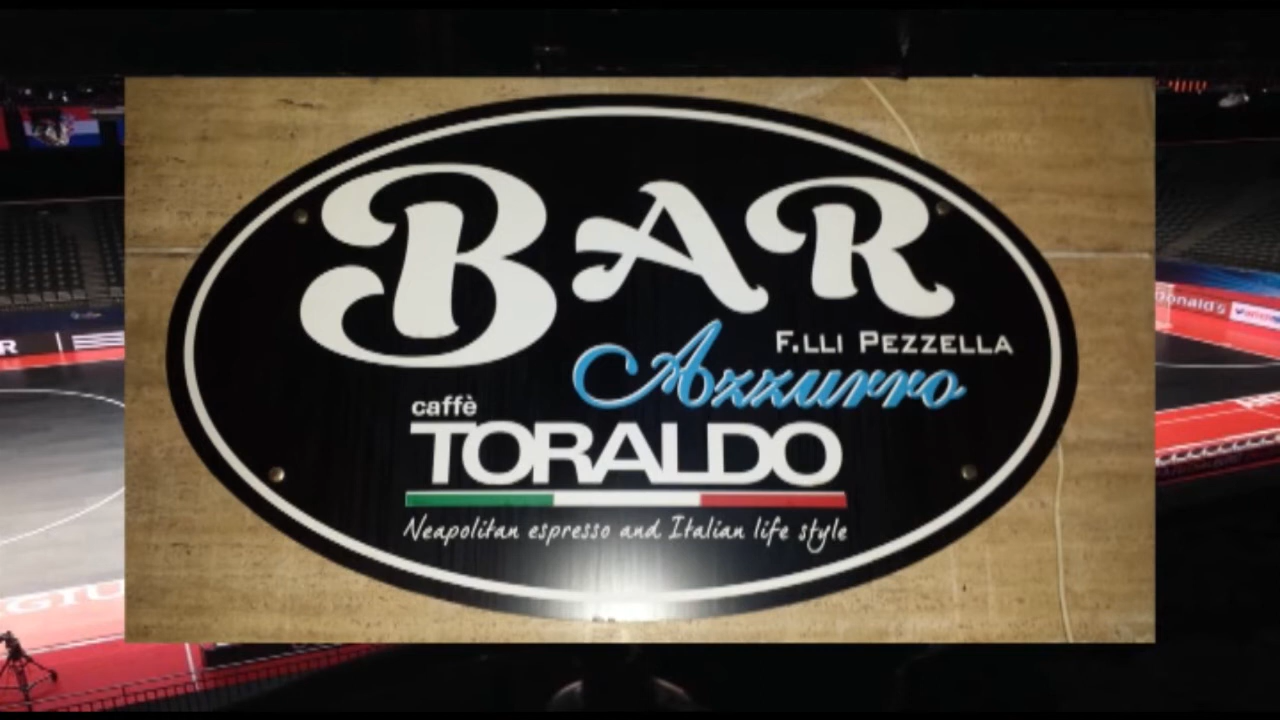 BAR
F.LLI PEZZELLA
Azzurro
caffè
TORALDO
Neapolitan espresso and Italian life style